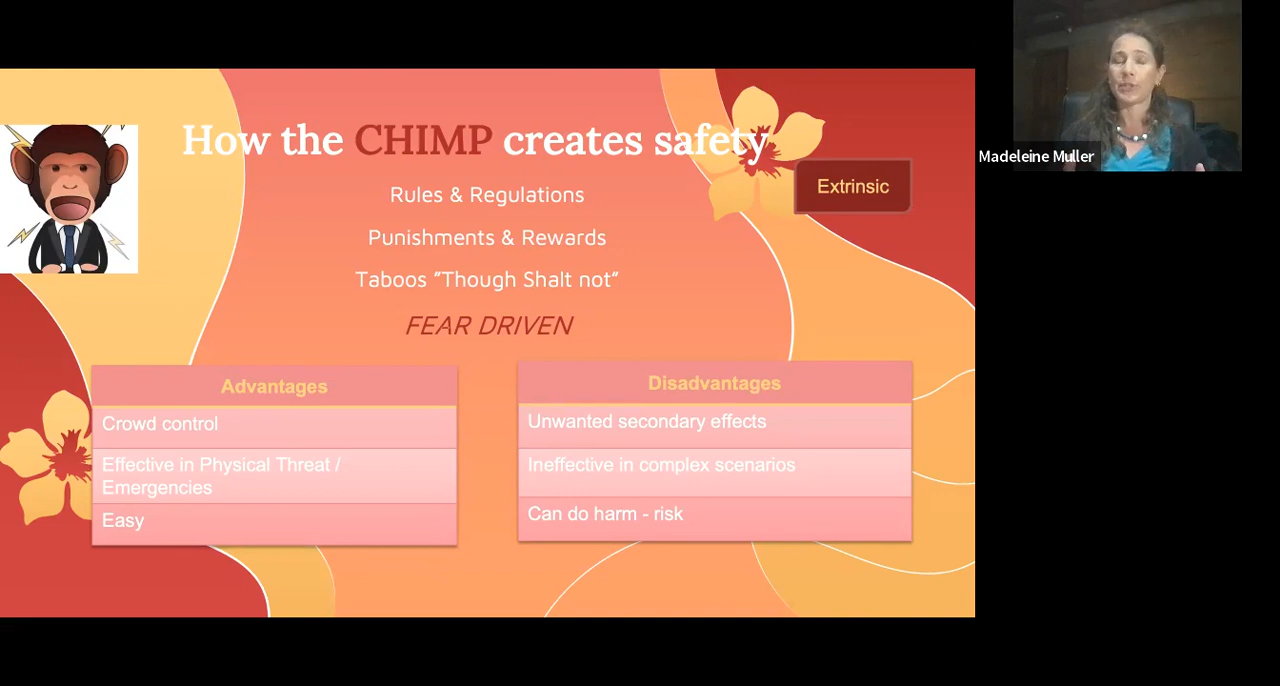 How the CHIMP creates safety
Extrinsic
Rules & Regulations
Punishments & Rewards
Taboos "Though Shalt not"
FEAR DRIVEN
Advantages
Crowd control
Effective in Physical Threat /
Emergencies
Easy
Disadvantages
Unwanted secondary effects
Ineffective in complex scenarios
Can do harm - risk
Madeleine Muller